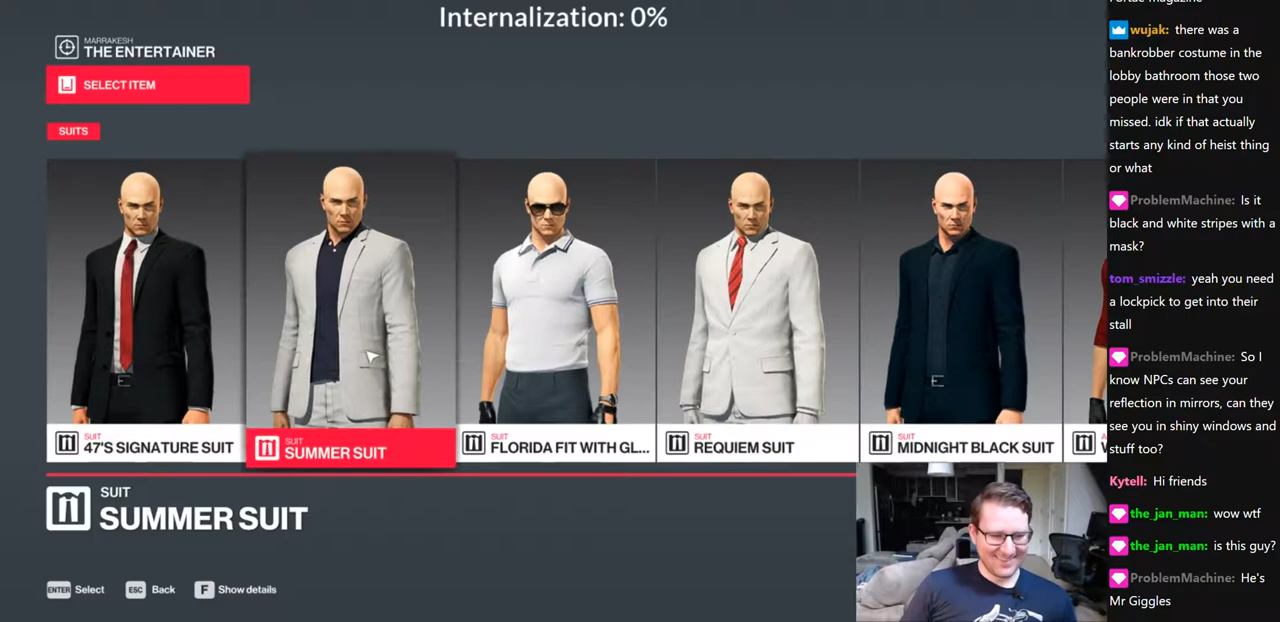 Internalization: 0%
MARRAKESH
THE ENTERTAINER
SELECT ITEM
SUITS
SUIT
47'S SIGNATURE SUIT
SUIT
SUMMER SUIT
SUIT
FLORIDA FIT WITH GL...
SUIT
REQUIEM SUIT
SUIT
MIDNIGHT BLACK SUIT
SUIT
SUMMER SUIT
ENTER Select
ESC Back
F Show details
magazine
wujak: there was a
bankrobber costume in the
lobby bathroom those two
people were in that you
missed. idk if that actually
starts any kind of heist thing
or what
ProblemMachine: Is it
black and white stripes with a
mask?
tom_smizzle: yeah you need
a lockpick to get into their
stall
ProblemMachine: So I
know NPCs can see your
reflection in mirrors, can they
see you in shiny windows and
stuff too?
Kytell: Hi friends
the_jan_man: wow wtf
the_jan_man: is this guy?
ProblemMachine: He's
Mr Giggles